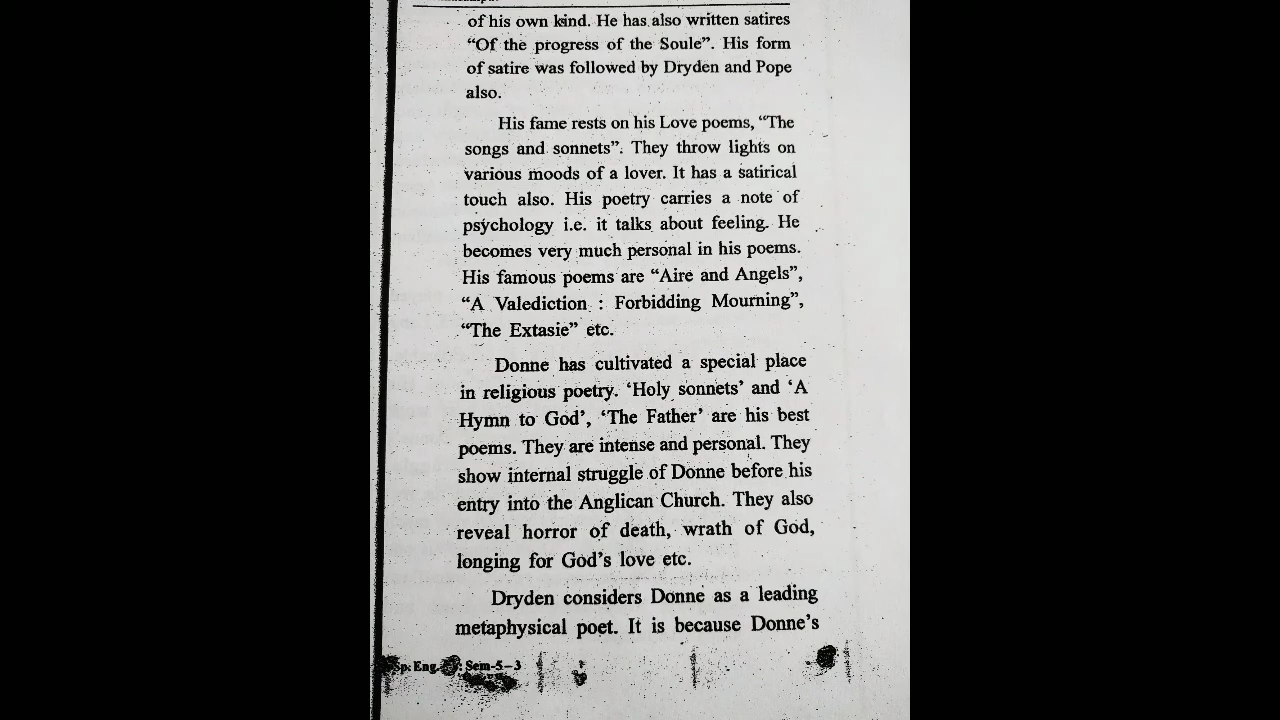 of his own kind. He has also written satires
“Of the progress of the Soule”. His form
of satire was followed by Dryden and Pope
also.
His fame rests on his Love poems, “The
songs and sonnets”. They throw lights on
various moods of a lover. It has a satirical
touch also. His poetry carries a note of
psychology i.e. it talks about feeling. He
becomes very much personal in his poems.
His famous poems are “Aire and Angels”,
“A Valediction : Forbidding Mourning”,
“The Extasie” etc.
Donne has cultivated a special place
in religious poetry. ‘Holy sonnets’ and ‘A
Hymn to God’, ‘The Father’ are his best
poems. They are intense and personal. They
show internal struggle of Donne before his
entry into the Anglican Church. They also
reveal horror of death, wrath of God,
longing for God’s love etc.
Dryden considers Donne as a leading
metaphysical poet. It is because Donne’s
Sp. Eng. : Sem-5–3